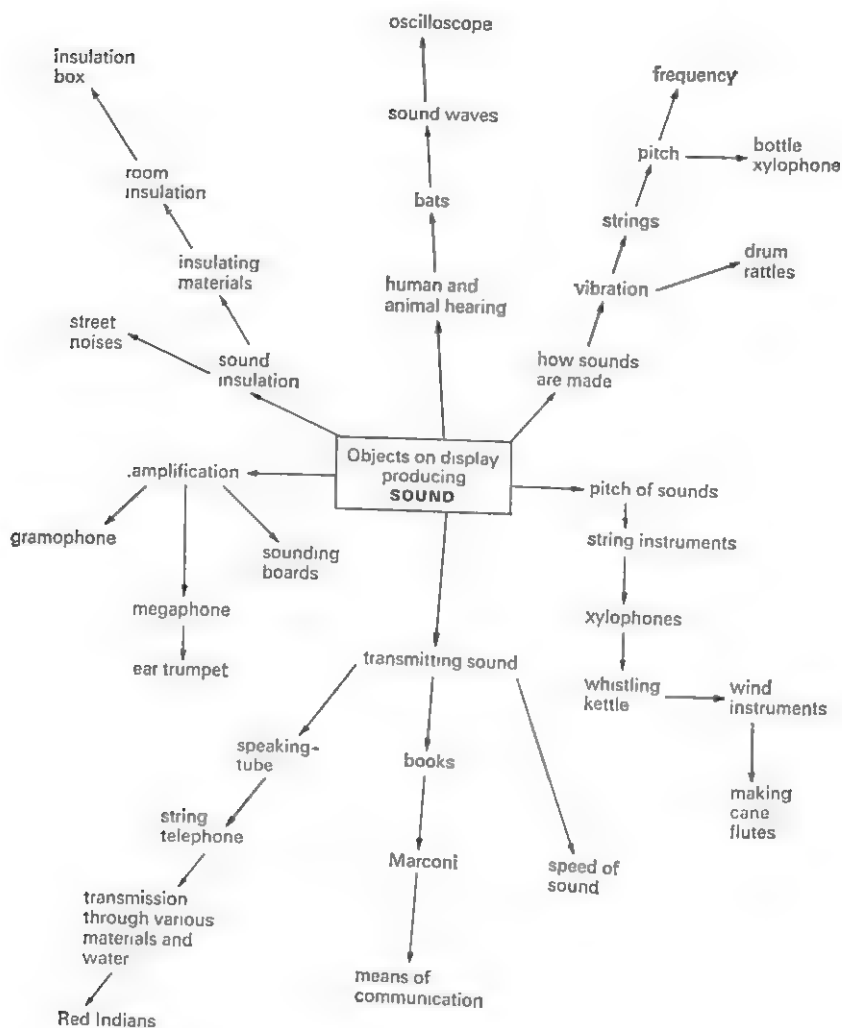 oscilloscope
insulation
box
frequency
sound waves
pitch
bottle
xylophone
room
insulation
bats
strings
insulating
materials
human and
animal hearing
vibration
drum
rattles
street
noises
sound
insulation
how sounds
are made
Objects on display
producing
SOUND
.amplification
pitch of sounds
gramophone
sounding
boards
string instruments
megaphone
xylophones
ear trumpet
transmitting sound
whistling
kettle
wind
instruments
speaking-
tube
books
making
cane
flutes
string
telephone
Marconi
speed of
sound
transmission
through various
materials and
water
means of
communication
Red Indians